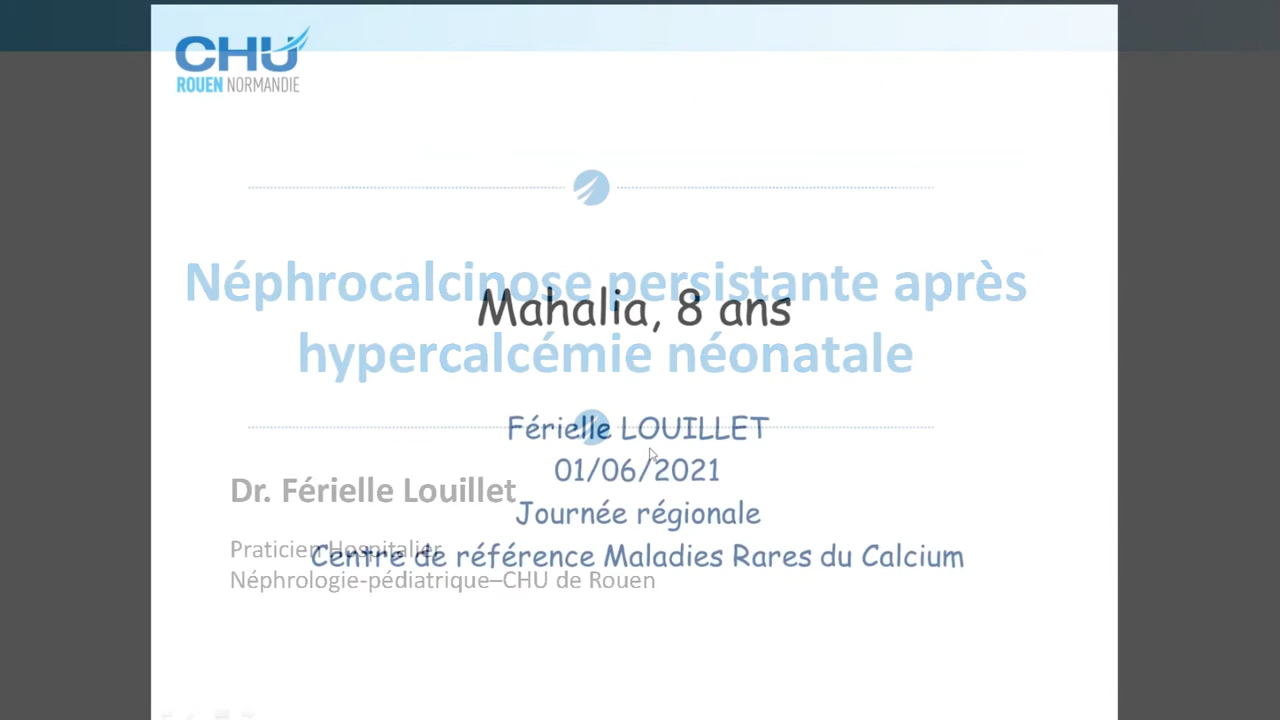 CHU
ROUEN NORMANDIE
Néphrocalcinose persistante après
hypercalcémie néonatale
Mahalia, 8 ans
Férielle LOUILLET
01/06/2021
Journée régionale
Centre de référence Maladies Rares du Calcium
Dr. Férielle Louillet
Praticien Hospitalier
Néphrologie-pédiatrique–CHU de Rouen